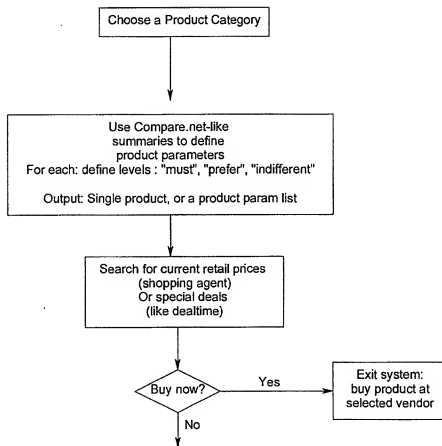 Choose a Product Category
Use Compare.net-like
summaries to define
product parameters
For each: define levels : "must", "prefer", "indifferent"
Output: Single product, or a product param list
Search for current retail prices
(shopping agent)
Or special deals
(like dealtime)
Buy now?
Yes
Exit system:
buy product at
selected vendor
No